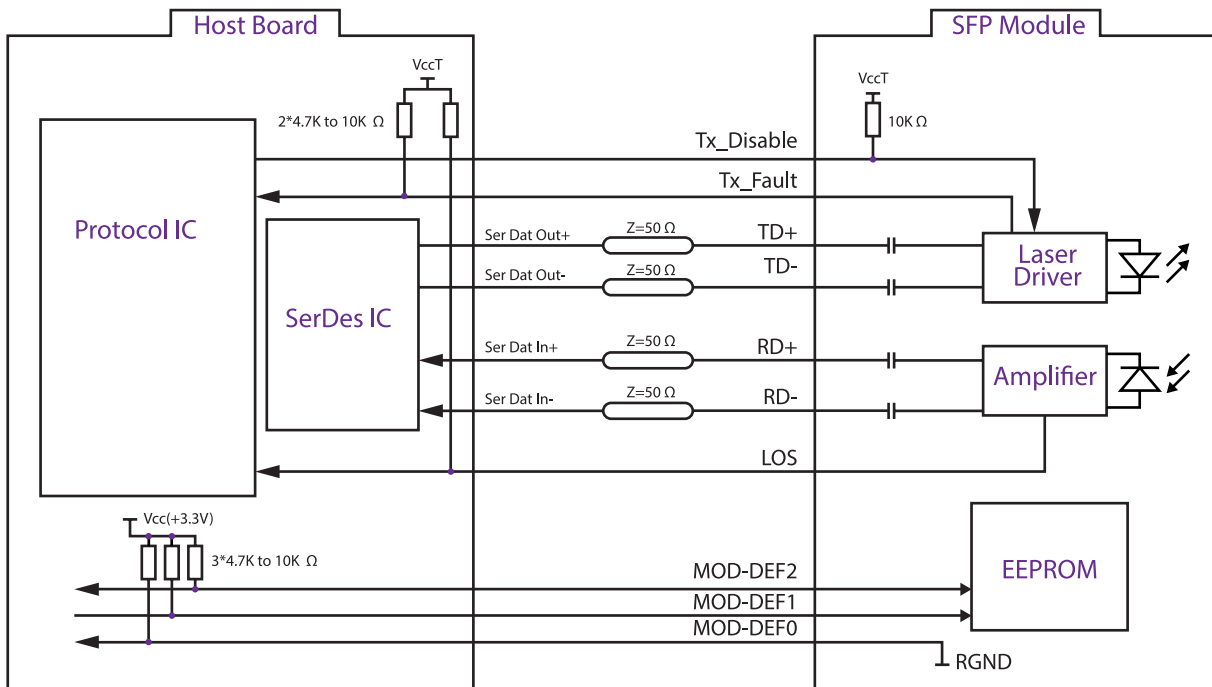 Host Board
SFP Module
VccT
VccT
2*4.7K to 10K Ω
10K Ω
Tx_Disable
Tx_Fault
Protocol IC
Ser Dat Out+
Z=50 Ω
TD+
Ser Dat Out-
Z=50 Ω
TD-
Laser
Driver
SerDes IC
Ser Dat In+
Z=50 Ω
RD+
Ser Dat In-
Z=50 Ω
RD-
Amplifier
LOS
Vcc(+3.3V)
3*4.7K to 10K Ω
MOD-DEF2
MOD-DEF1
MOD-DEF0
EEPROM
RGND